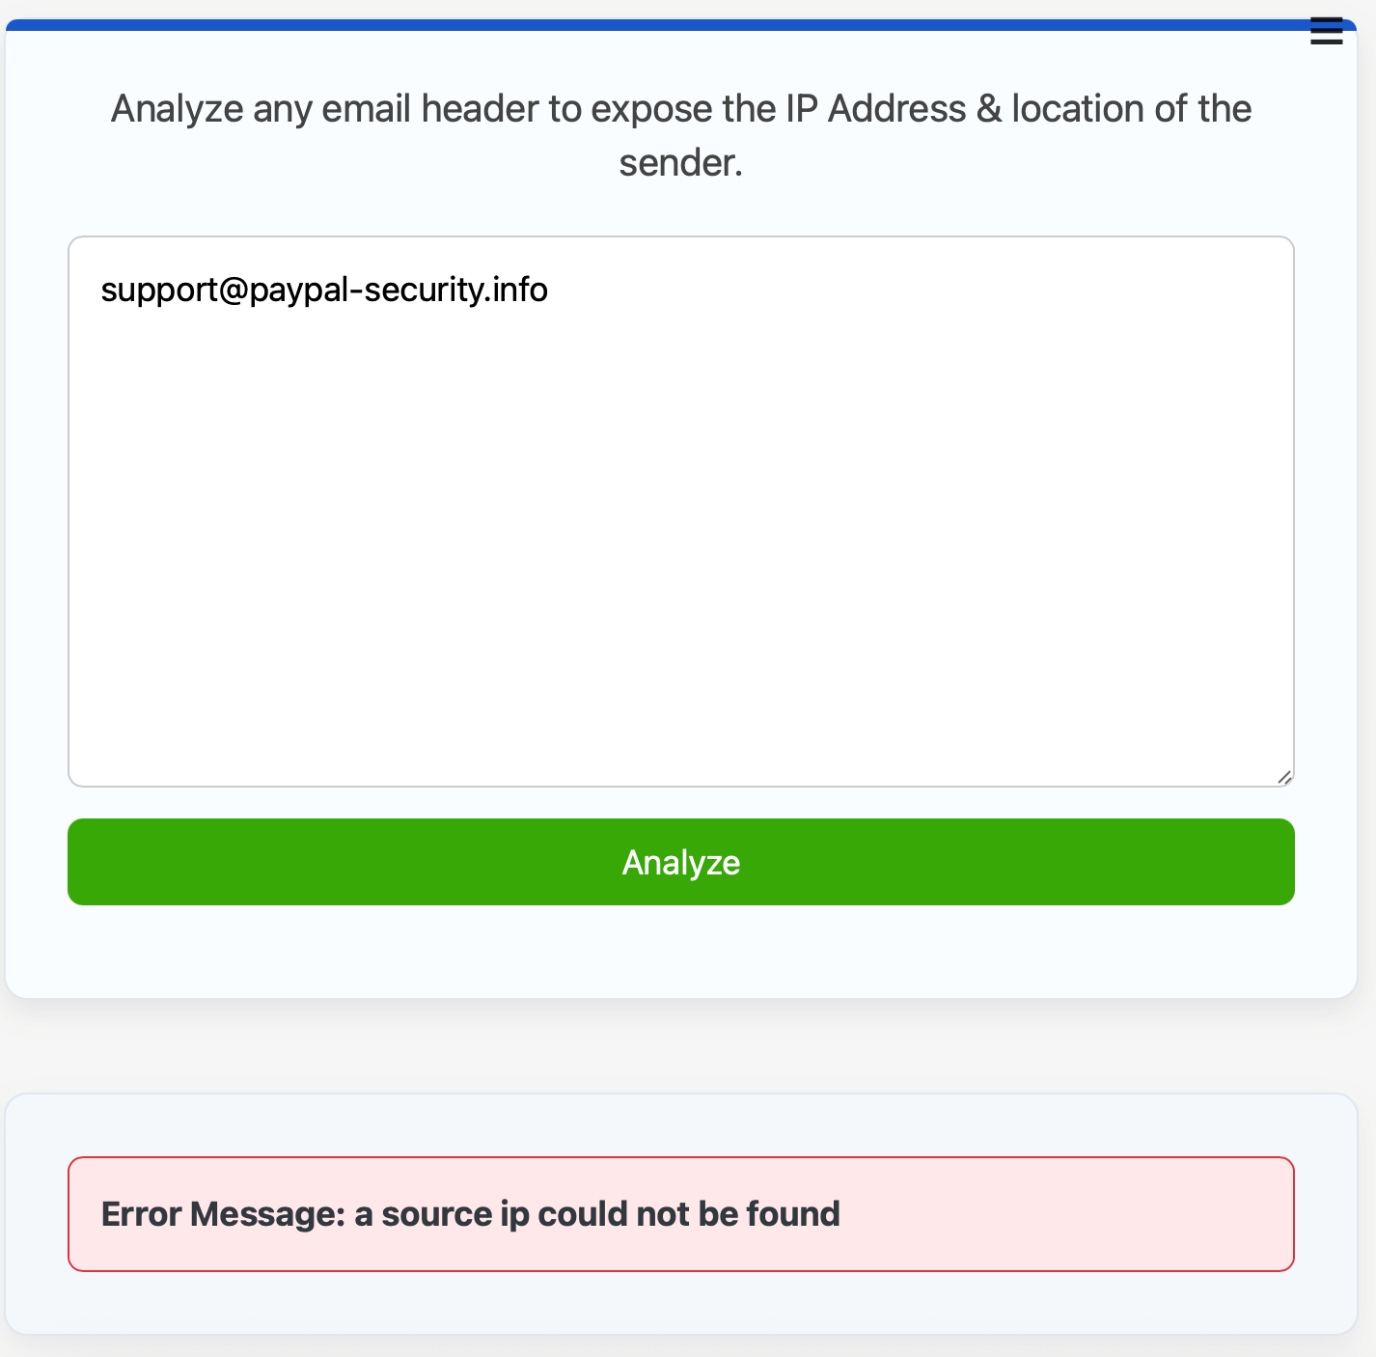 Analyze any email header to expose the IP Address & location of the
sender.
support@paypal-security.info
Analyze
Error Message: a source ip could not be found